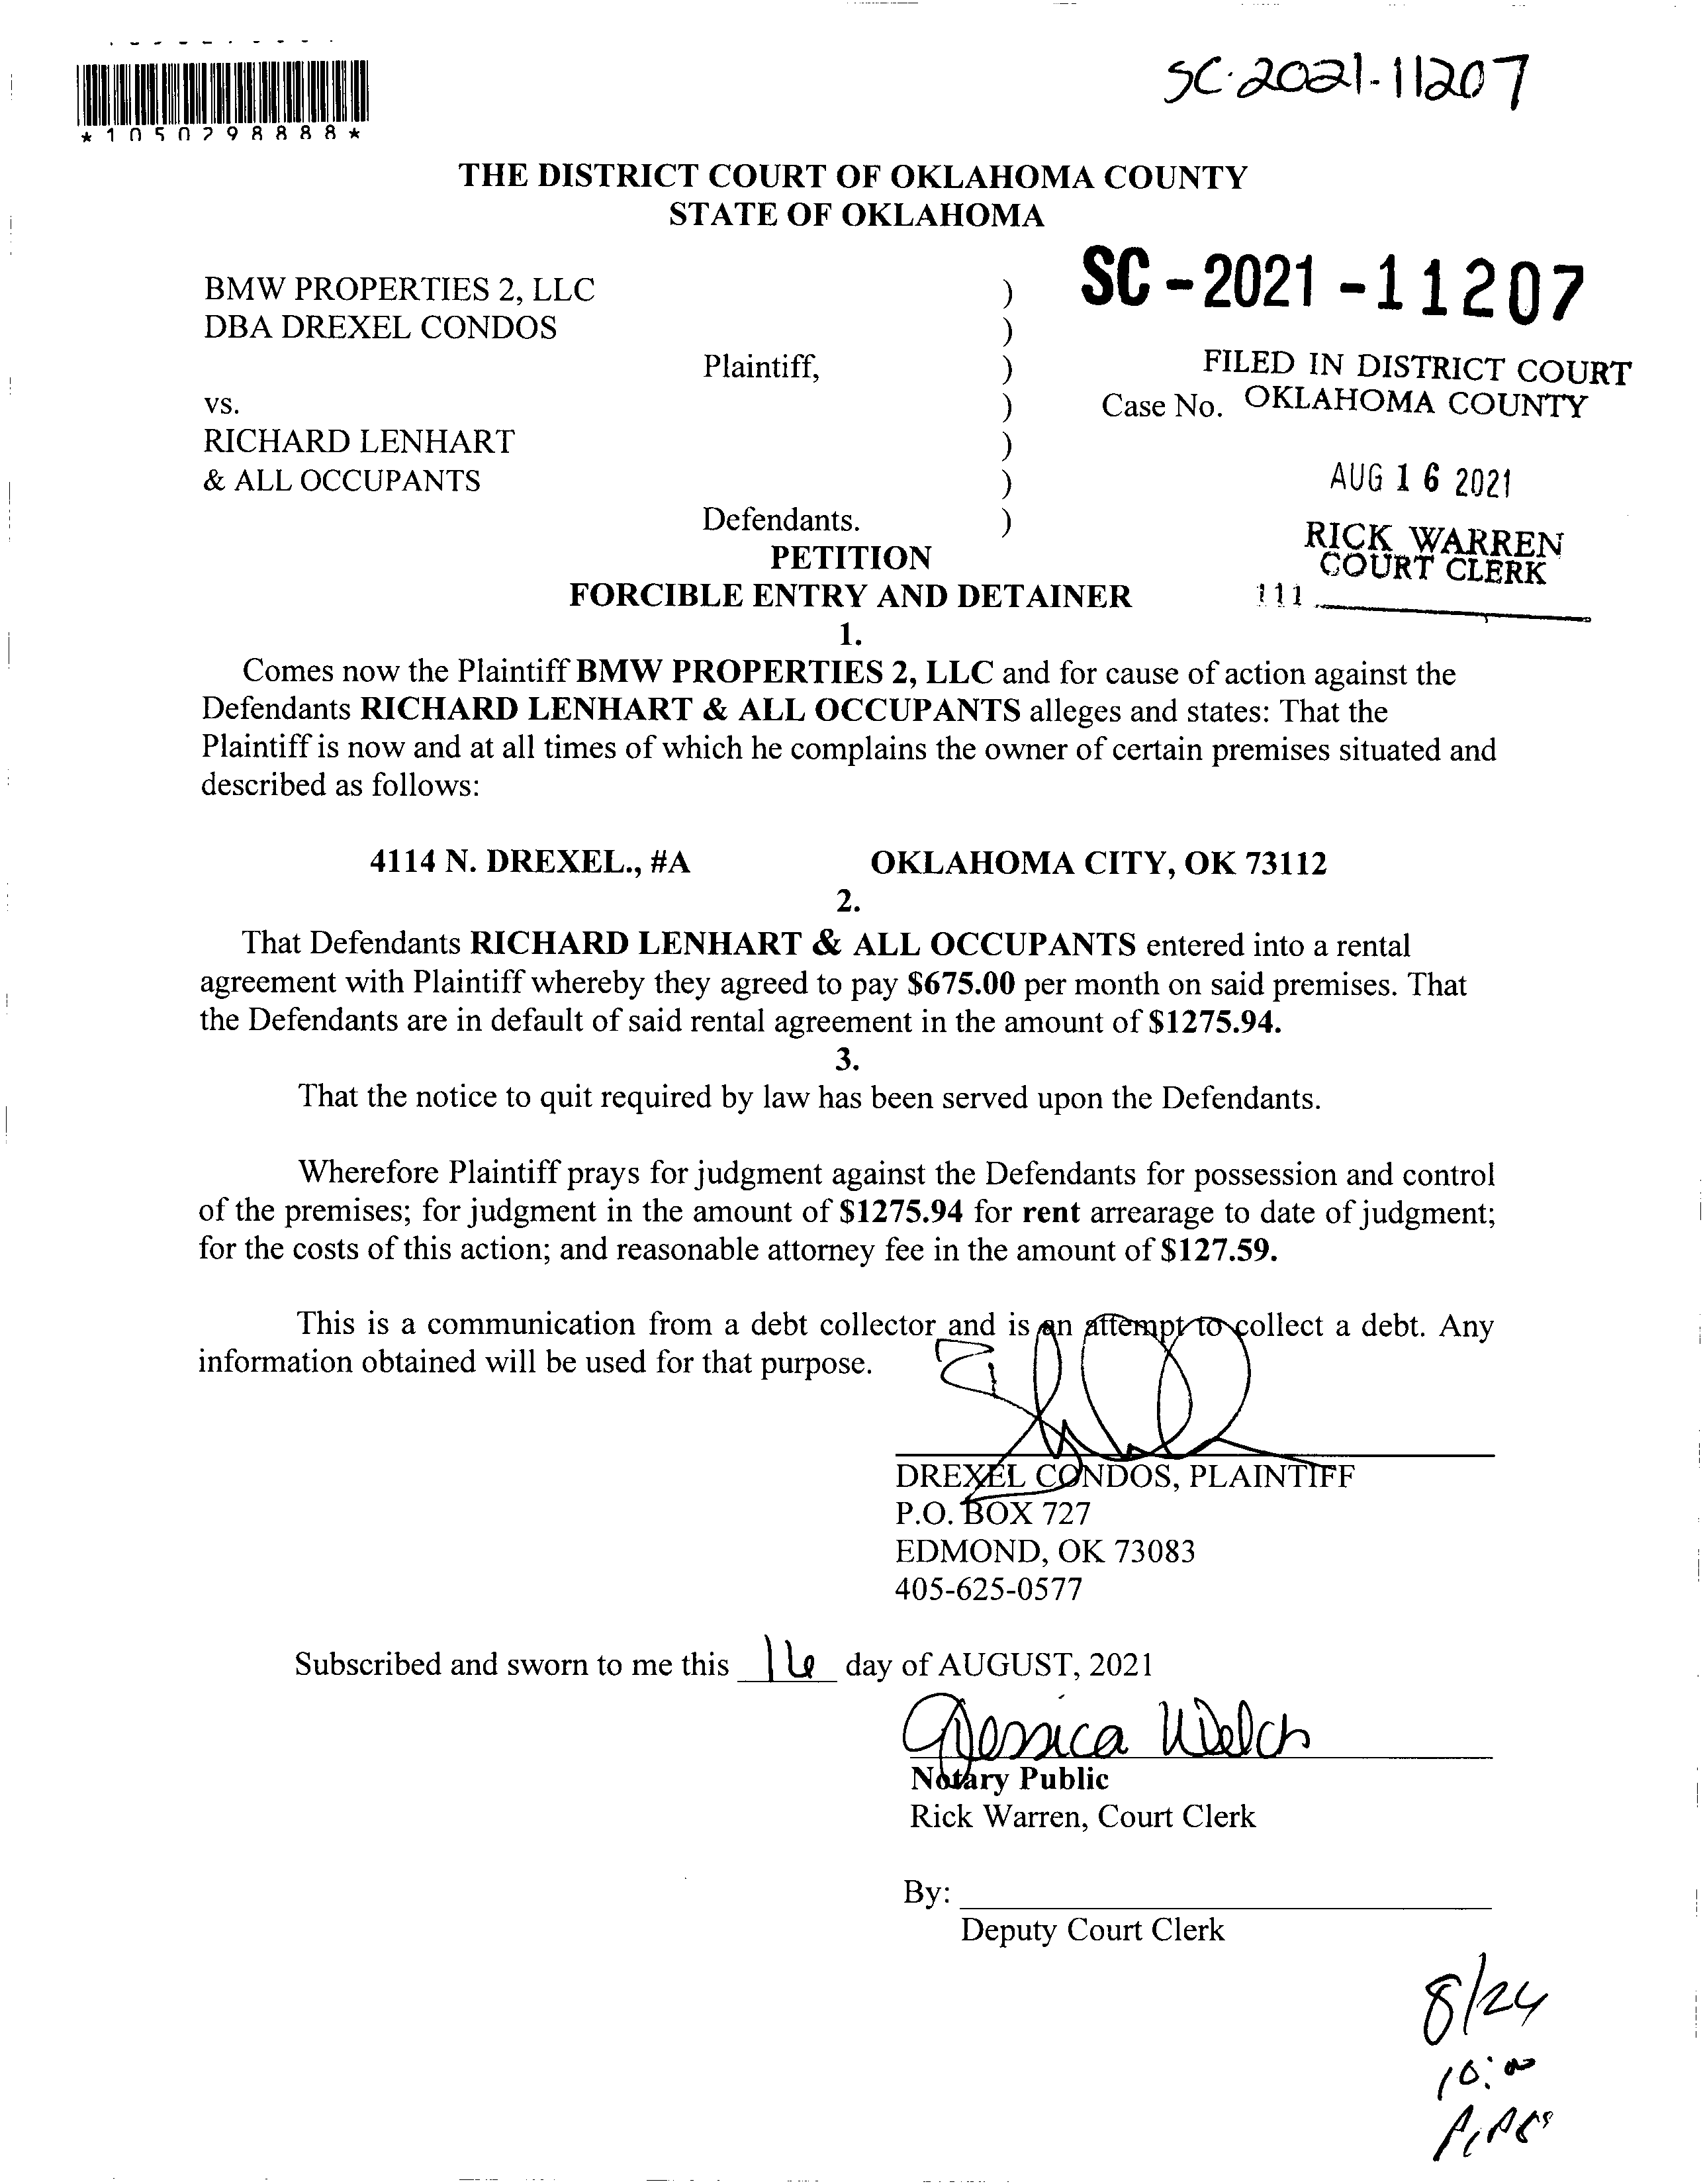 SC-2021-11207
*1050298888*
THE DISTRICT COURT OF OKLAHOMA COUNTY
STATE OF OKLAHOMA
SC-2021-11207
BMW PROPERTIES 2, LLC )
DBA DREXEL CONDOS )
Plaintiff, )
FILED IN DISTRICT COURT
vs. ) Case No. OKLAHOMA COUNTY
RICHARD LENHART )
& ALL OCCUPANTS ) AUG 16 2021
Defendants. )
RICK WARREN
COURT CLERK
PETITION
FORCIBLE ENTRY AND DETAINER
111
1.
Comes now the Plaintiff BMW PROPERTIES 2, LLC and for cause of action against the
Defendants RICHARD LENHART & ALL OCCUPANTS alleges and states: That the
Plaintiff is now and at all times of which he complains the owner of certain premises situated and
described as follows:
4114 N. DREXEL., #A OKLAHOMA CITY, OK 73112
2.
That Defendants RICHARD LENHART & ALL OCCUPANTS entered into a rental
agreement with Plaintiff whereby they agreed to pay $675.00 per month on said premises. That
the Defendants are in default of said rental agreement in the amount of $1275.94.
3.
That the notice to quit required by law has been served upon the Defendants.
Wherefore Plaintiff prays for judgment against the Defendants for possession and control
of the premises; for judgment in the amount of $1275.94 for rent arrearage to date of judgment;
for the costs of this action; and reasonable attorney fee in the amount of $127.59.
This is a communication from a debt collector and is an attempt to collect a debt. Any
information obtained will be used for that purpose.
DREXEL CONDOS, PLAINTIFF
P.O. BOX 727
EDMOND, OK 73083
405-625-0577
Subscribed and sworn to me this 16 day of AUGUST, 2021
Jessica Welch
Notary Public
Rick Warren, Court Clerk
By:
Deputy Court Clerk
8/24
10:00